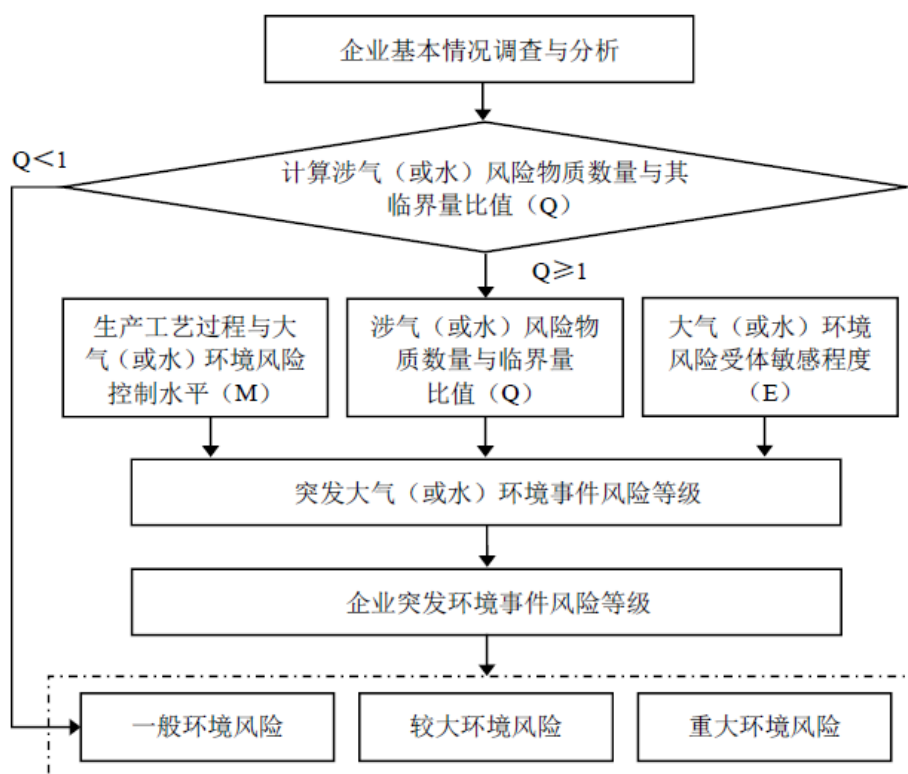 企业基本情况调查与分析
Q＜1
计算涉气（或水）风险物质数量与其
临界量比值（Q）
Q≥1
生产工艺过程与大
气（或水）环境风险
控制水平（M）
涉气（或水）风险物
质数量与临界量
比值（Q）
大气（或水）环境
风险受体敏感程度
（E）
突发大气（或水）环境事件风险等级
企业突发环境事件风险等级
一般环境风险
较大环境风险
重大环境风险